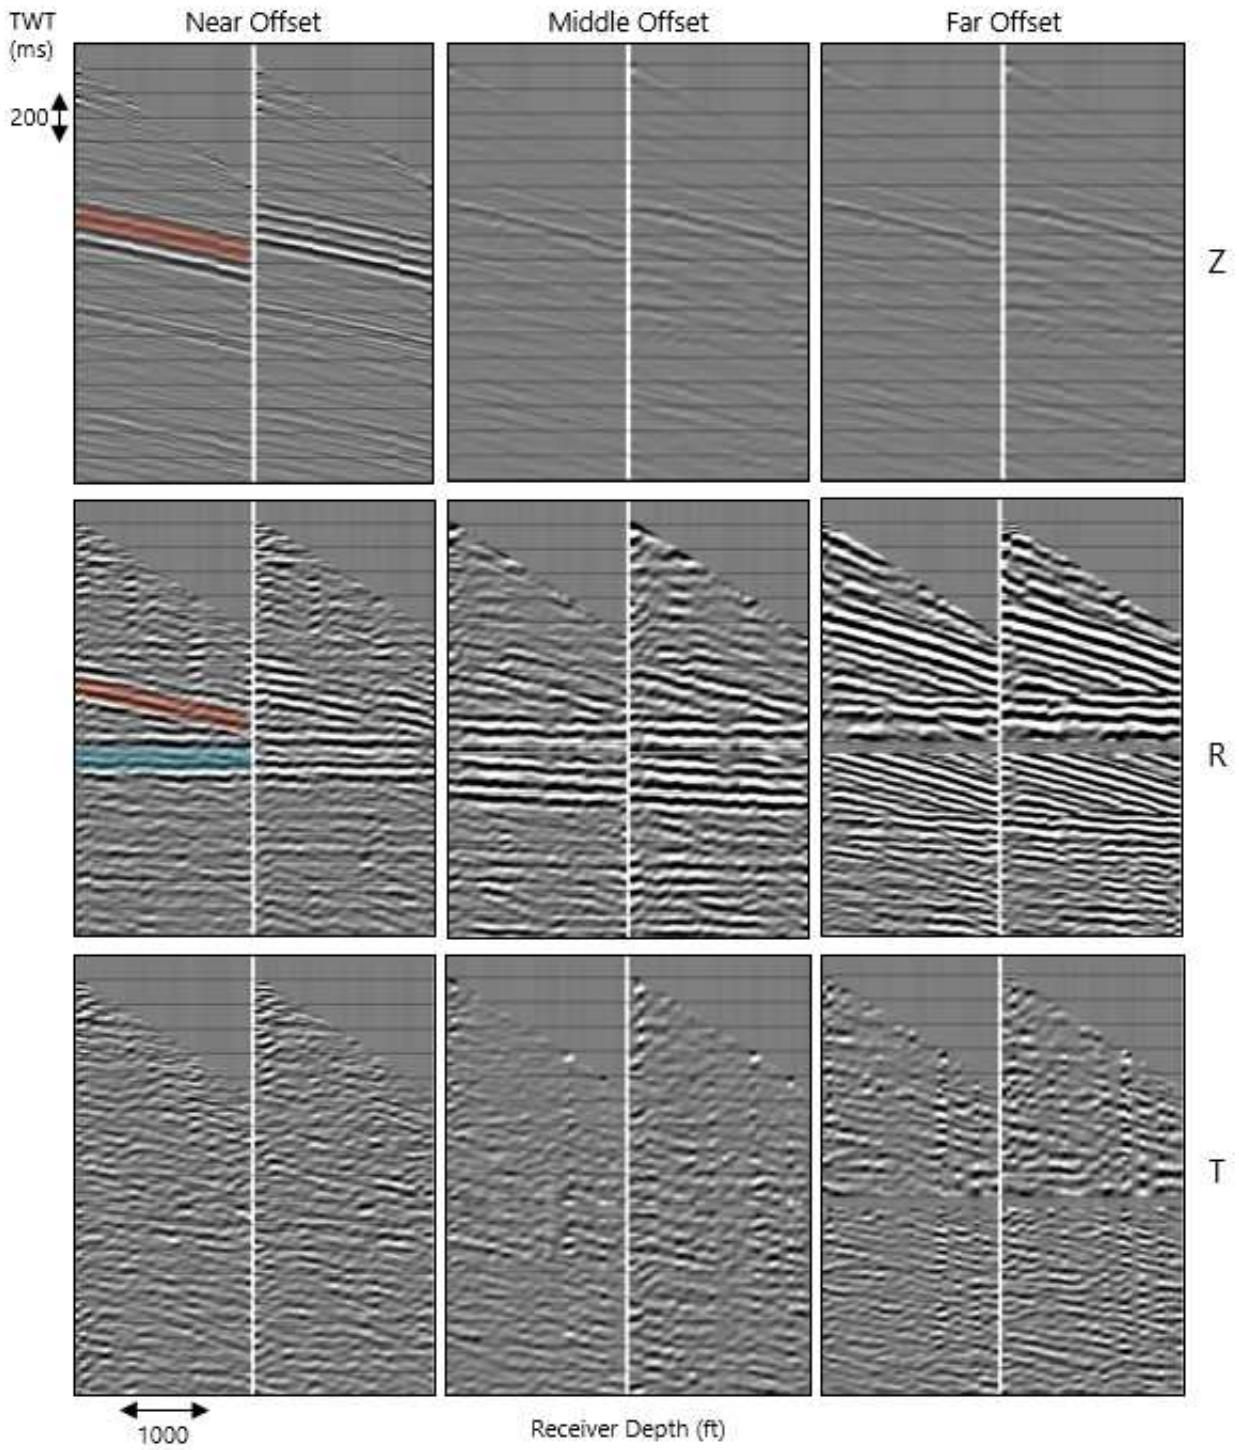 TWT
(ms)
Near Offset
Middle Offset
Far Offset
200
Z
R
T
1000
Receiver Depth (ft)